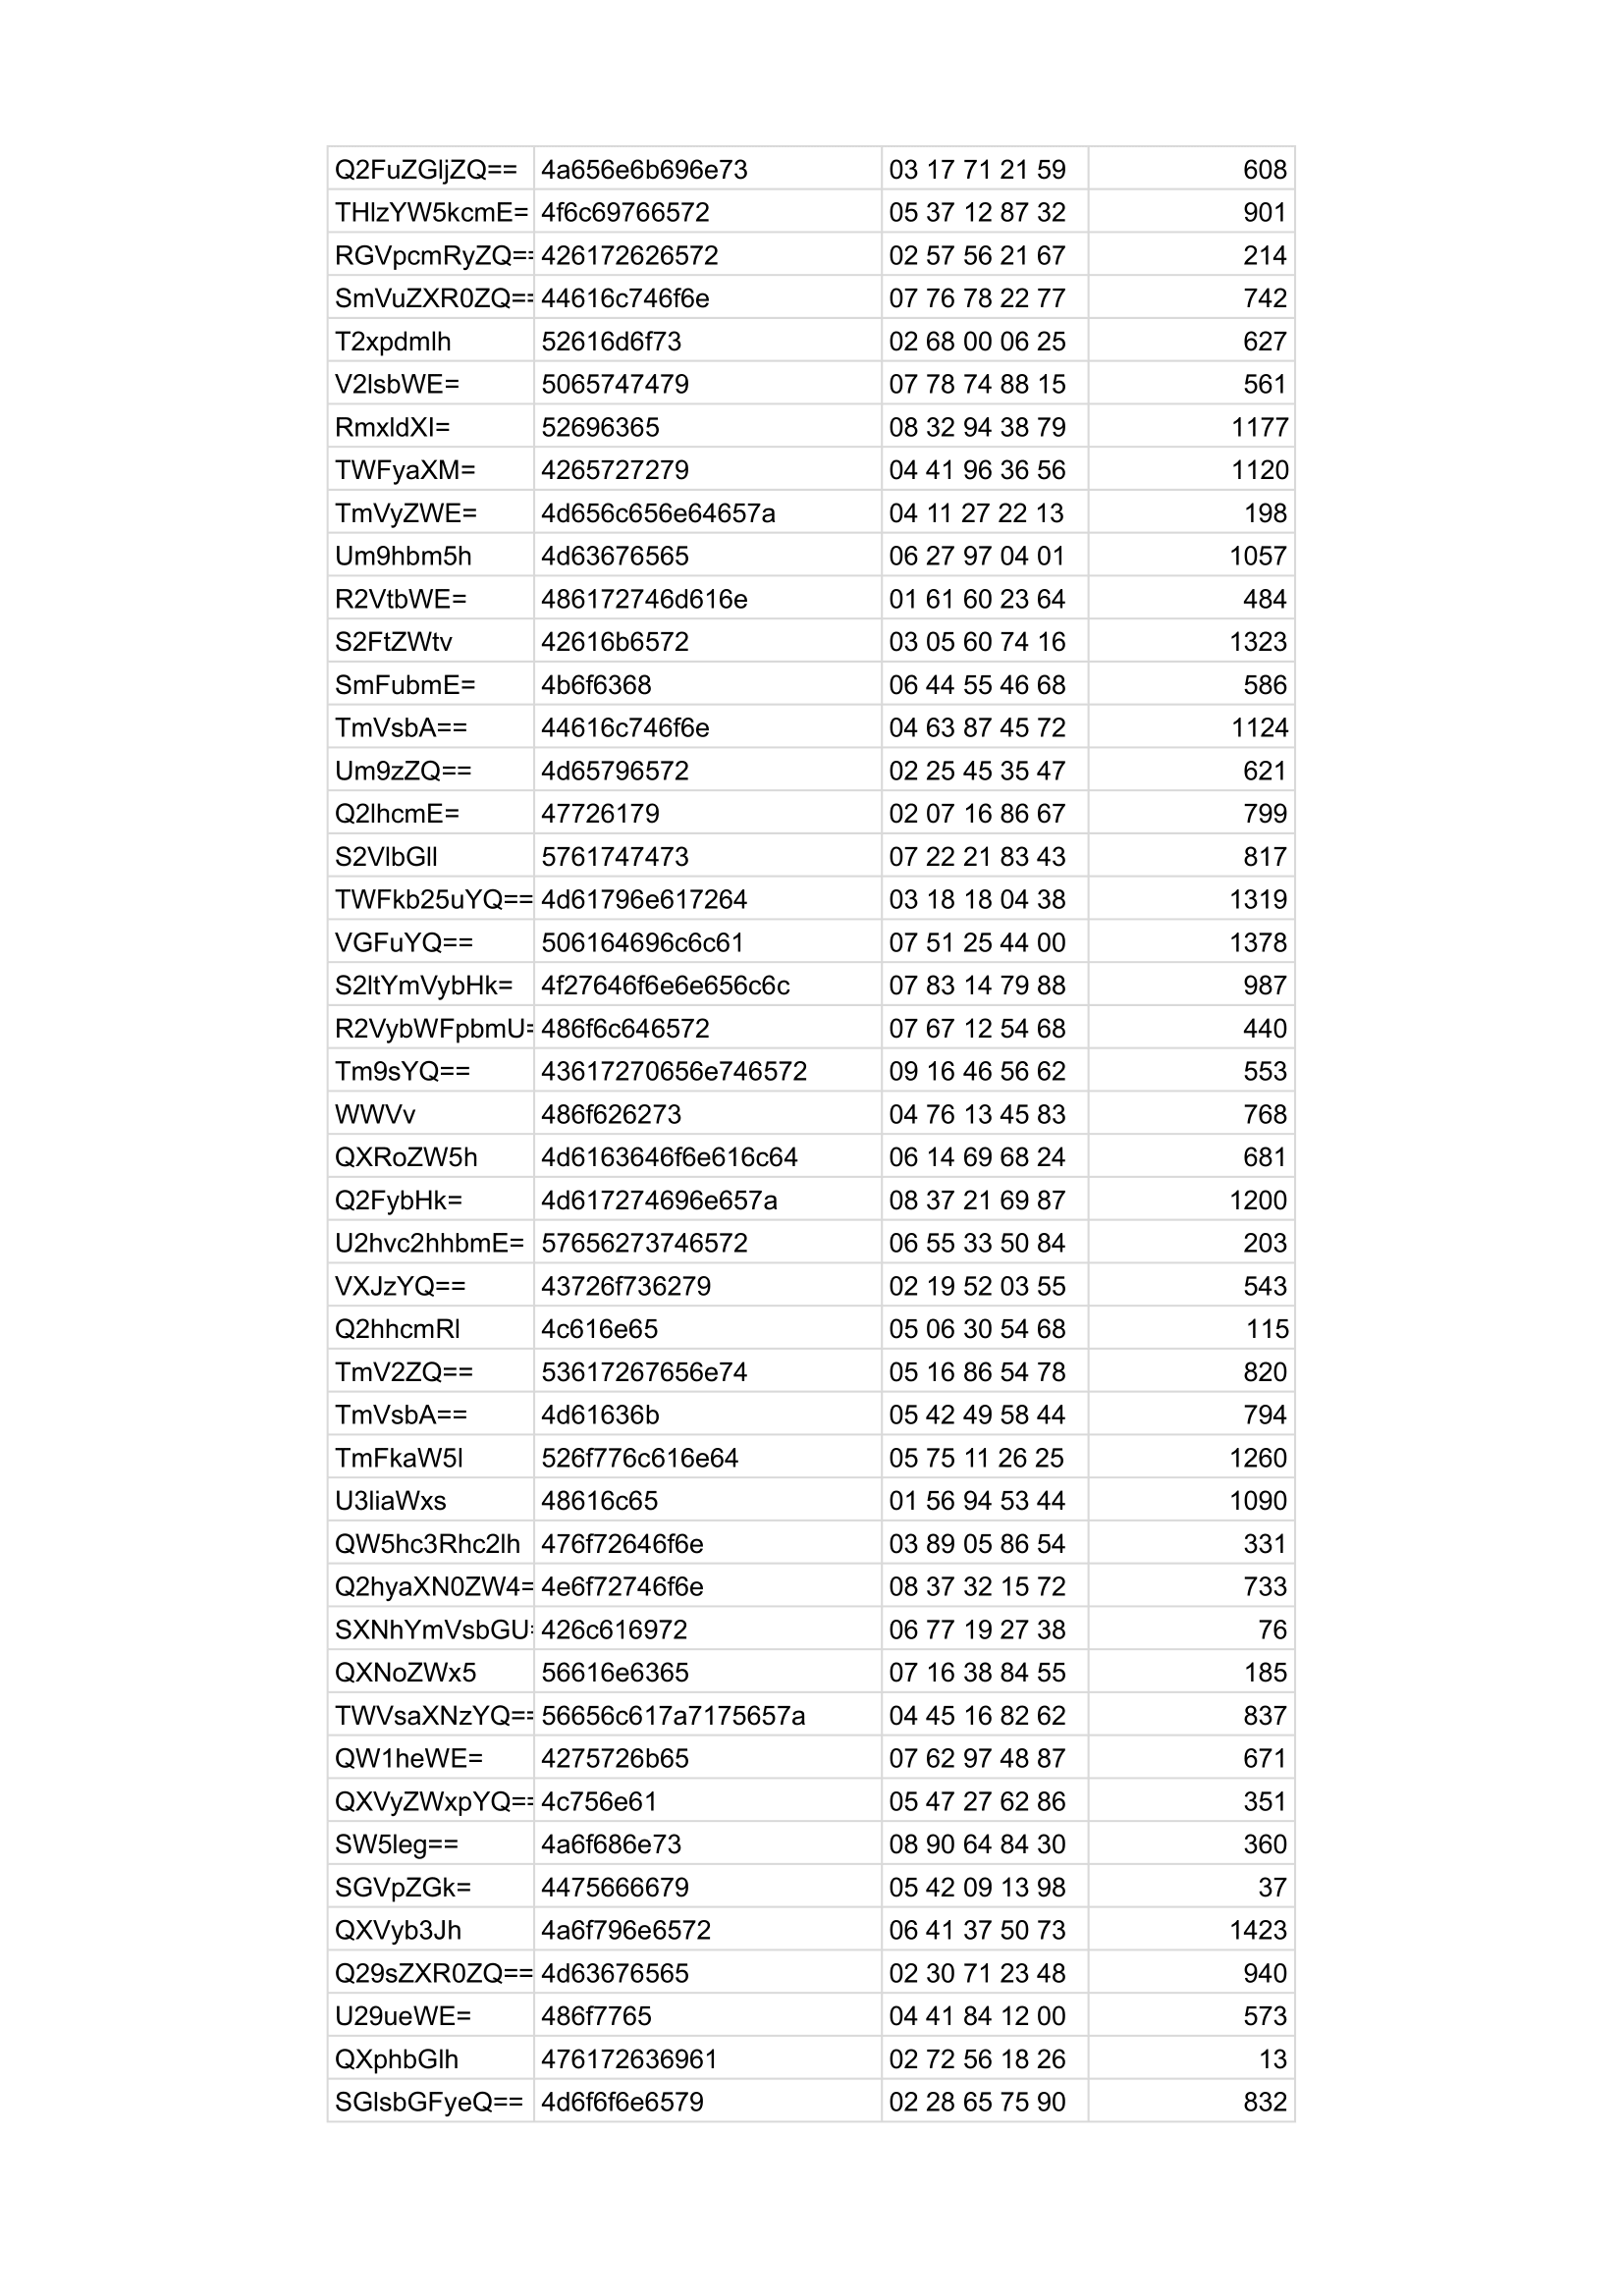 Q2FuZGljZQ== 4a656e6b696e73 03 17 71 21 59 608
THlzYW5kcmE= 4f6c69766572 05 37 12 87 32 901
RGVpcmRyZQ== 426172626572 02 57 56 21 67 214
SmVuZXR0ZQ== 44616c746f6e 07 76 78 22 77 742
T2xpdmlh 52616d6f73 02 68 00 06 25 627
V2lsbWE= 5065747479 07 78 74 88 15 561
RmxldXI= 52696365 08 32 94 38 79 1177
TWFyaXM= 4265727279 04 41 96 36 56 1120
TmVyZWE= 4d656c656e64657a 04 11 27 22 13 198
Um9hbm5h 4d63676565 06 27 97 04 01 1057
R2VtbWE= 486172746d616e 01 61 60 23 64 484
S2FtZWtv 42616b6572 03 05 60 74 16 1323
SmFubmE= 4b6f6368 06 44 55 46 68 586
TmVsbA== 44616c746f6e 04 63 87 45 72 1124
Um9zZQ== 4d65796572 02 25 45 35 47 621
Q2lhcmE= 47726179 02 07 16 86 67 799
S2VlbGll 5761747473 07 22 21 83 43 817
TWFkb25uYQ== 4d61796e617264 03 18 18 04 38 1319
VGFuYQ== 506164696c6c61 07 51 25 44 00 1378
S2ltYmVybHk= 4f27646f6e6e656c6c 07 83 14 79 88 987
R2VybWFpbmU= 486f6c646572 07 67 12 54 68 440
Tm9sYQ== 43617270656e746572 09 16 46 56 62 553
WWVv 486f626273 04 76 13 45 83 768
QXRoZW5h 4d6163646f6e616c64 06 14 69 68 24 681
Q2FybHk= 4d617274696e657a 08 37 21 69 87 1200
U2hvc2hhbmE= 57656273746572 06 55 33 50 84 203
VXJzYQ== 43726f736279 02 19 52 03 55 543
Q2hhcmRl 4c616e65 05 06 30 54 68 115
TmV2ZQ== 53617267656e74 05 16 86 54 78 820
TmVsbA== 4d61636b 05 42 49 58 44 794
TmFkaW5l 526f776c616e64 05 75 11 26 25 1260
U3liaWxs 48616c65 01 56 94 53 44 1090
QW5hc3Rhc2lh 476f72646f6e 03 89 05 86 54 331
Q2hyaXN0ZW4= 4e6f72746f6e 08 37 32 15 72 733
SXNhYmVsbGU= 426c616972 06 77 19 27 38 76
QXNoZWx5 56616e6365 07 16 38 84 55 185
TWVsaXNzYQ== 56656c617a7175657a 04 45 16 82 62 837
QW1heWE= 4275726b65 07 62 97 48 87 671
QXVyZWxpYQ== 4c756e61 05 47 27 62 86 351
SW5leg== 4a6f686e73 08 90 64 84 30 360
SGVpZGk= 4475666679 05 42 09 13 98 37
QXVyb3Jh 4a6f796e6572 06 41 37 50 73 1423
Q29sZXR0ZQ== 4d63676565 02 30 71 23 48 940
U29ueWE= 486f7765 04 41 84 12 00 573
QXphbGlh 476172636961 02 72 56 18 26 13
SGlsbGFyeQ== 4d6f6f6e6579 02 28 65 75 90 832